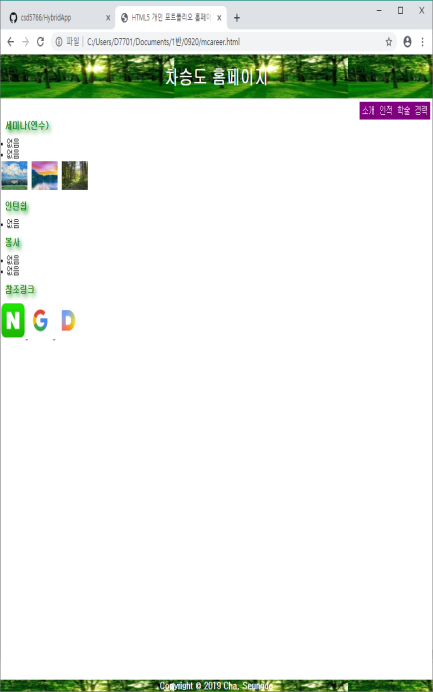 csd5766/HybridApp
HTML5 개인 포트폴리오 홈페이지
파일 C:/Users/D7701/Documents/1반/0920/mcareer.html
차승도 홈페이지
소개 인적 학술 경력
세미나(연수)
없음
없음
인턴쉽
없음
봉사
없음
없음
참조링크
N G D
Copyright © 2019 Cha, Seungdo